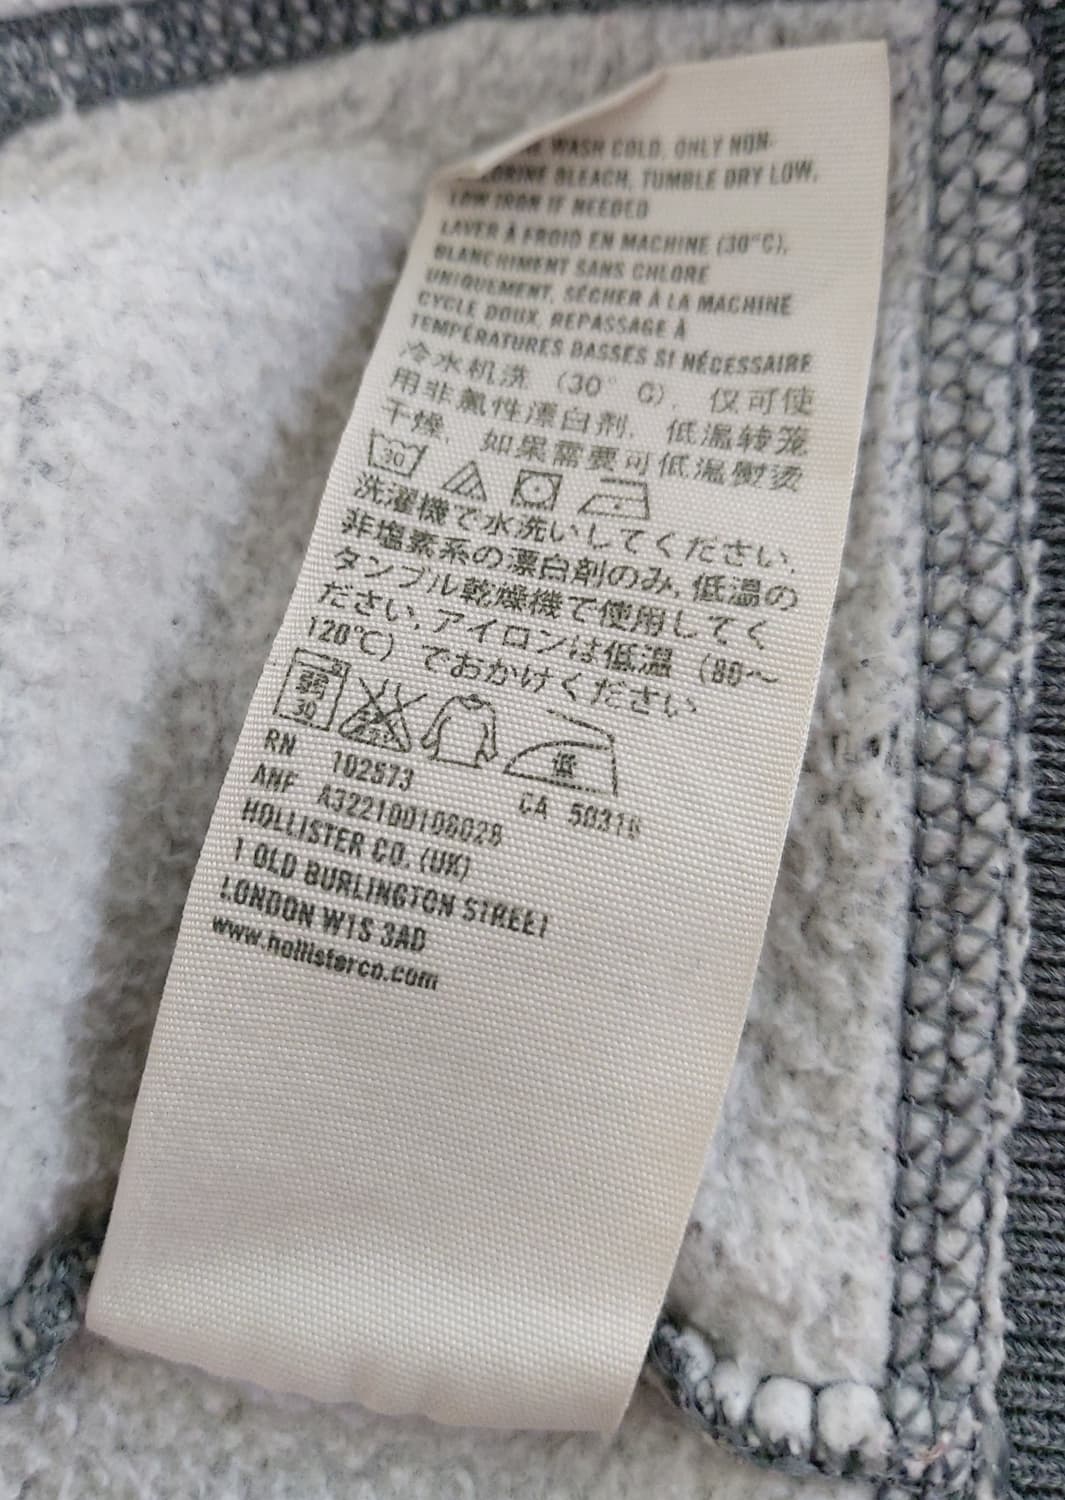 WASH COLD, ONLY NON-
BLEACH, TUMBLE DRY LOW,
LOW IRON IF NEEDED
LAVER À FROID EN MACHINE (30°C),
BLANCHIMENT SANS CHLORE
UNIQUEMENT, SÉCHER À LA MACHINE
CYCLE DOUX, REPASSAGE À
TEMPÉRATURES BASSES SI NÉCESSAIRE
冷水机洗（30° C），仅可使
用非氯性漂白剂，低温转笼
干燥，如果需要可低温熨烫
30
洗濯機で水洗いしてください，
非塩素系の漂白剤のみ，低温の
タンブル乾燥機で使用してく
ださい，アイロンは低温（80～
120℃）でおかけください
弱
30
低
RN 102573
CA 50316
ANF A322100108028
HOLLISTER CO. (UK)
1 OLD BURLINGTON STREET
LONDON W1S 3AD
www.hollisterco.com